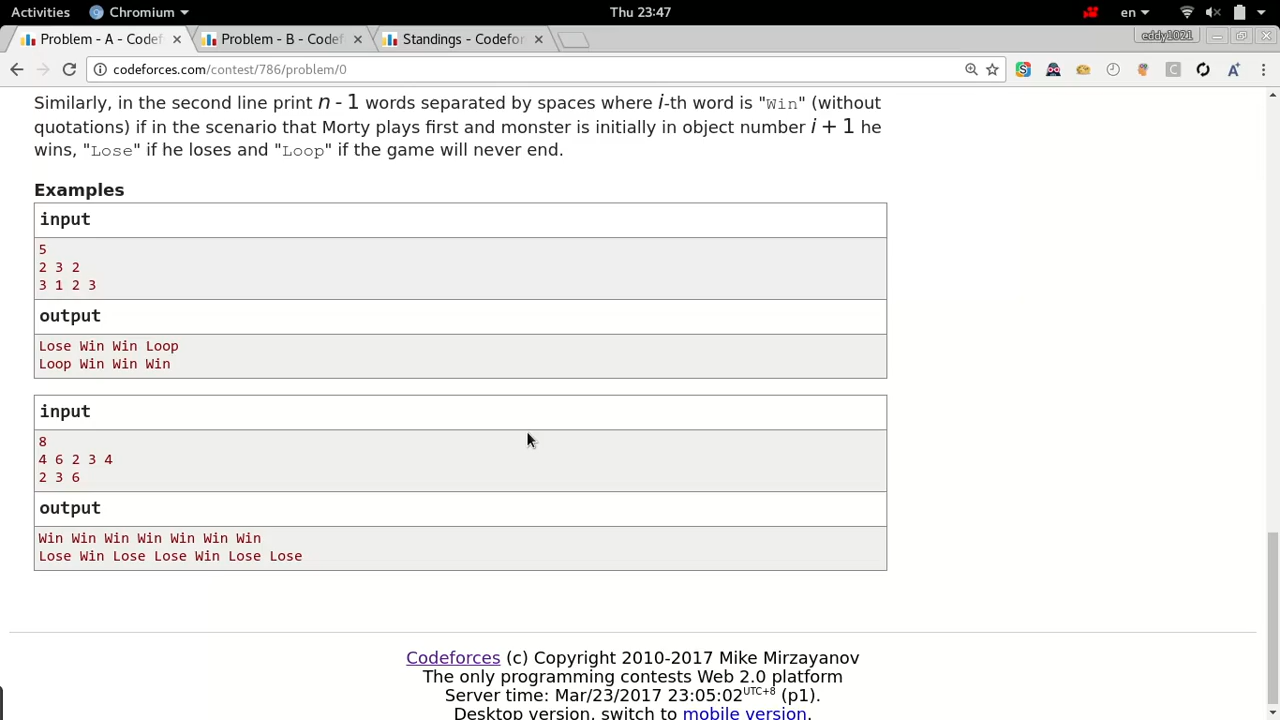 Activities Chromium Thu 23:47 en
Problem - A - Codef Problem - B - Codef Standings - Codefor eddy1021
codeforces.com/contest/786/problem/0
Similarly, in the second line print n - 1 words separated by spaces where i-th word is "Win" (without
quotations) if in the scenario that Morty plays first and monster is initially in object number i + 1 he
wins, "Lose" if he loses and "Loop" if the game will never end.
Examples
input
5
2 3 2
3 1 2 3
output
Lose Win Win Loop
Loop Win Win Win
input
8
4 6 2 3 4
2 3 6
output
Win Win Win Win Win Win Win
Lose Win Lose Lose Win Lose Lose
Codeforces (c) Copyright 2010-2017 Mike Mirzayanov
The only programming contests Web 2.0 platform
Server time: Mar/23/2017 23:05:02UTC+8 (p1).
Desktop version, switch to mobile version.